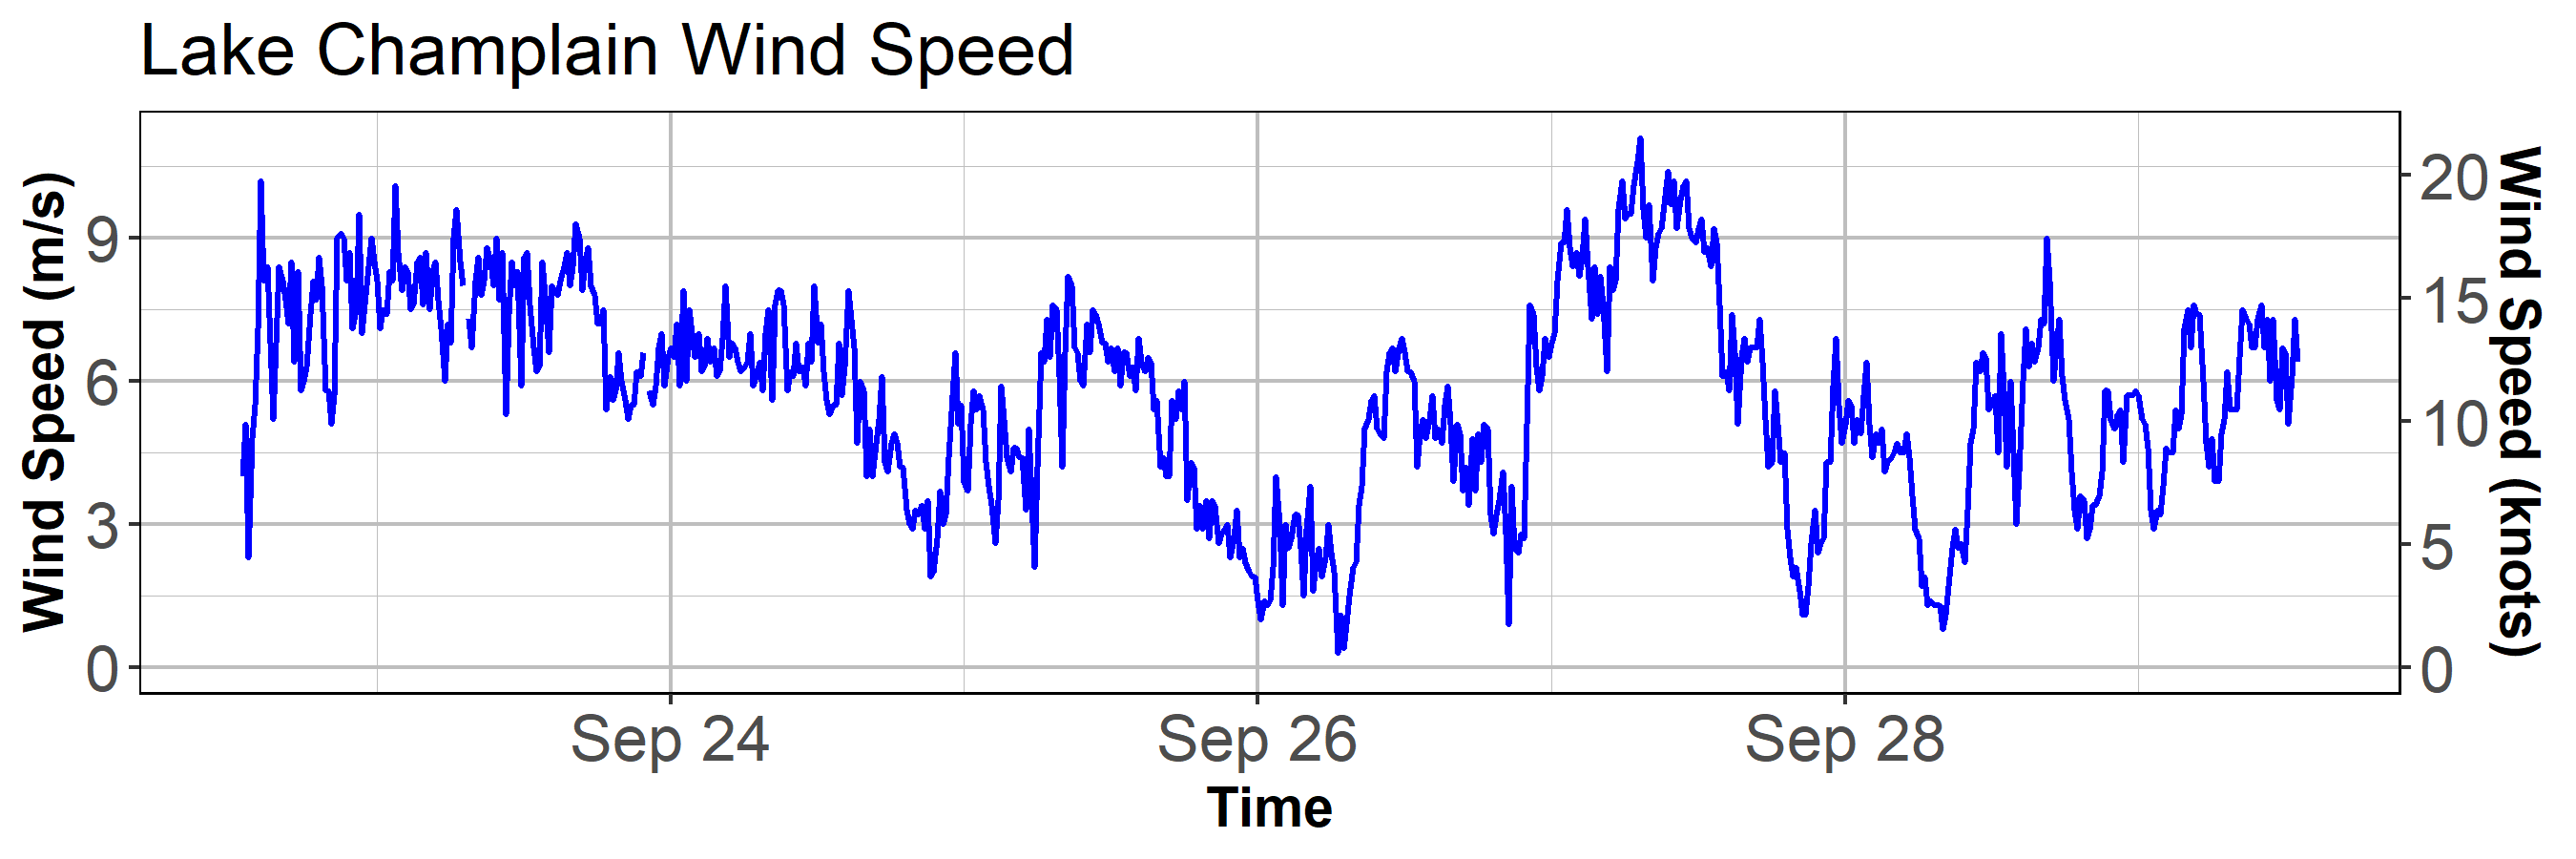 Lake Champlain Wind Speed
Wind Speed (m/s)
9
6
3
0
20
15
10
5
0
Wind Speed (knots)
Sep 24
Sep 26
Sep 28
Time